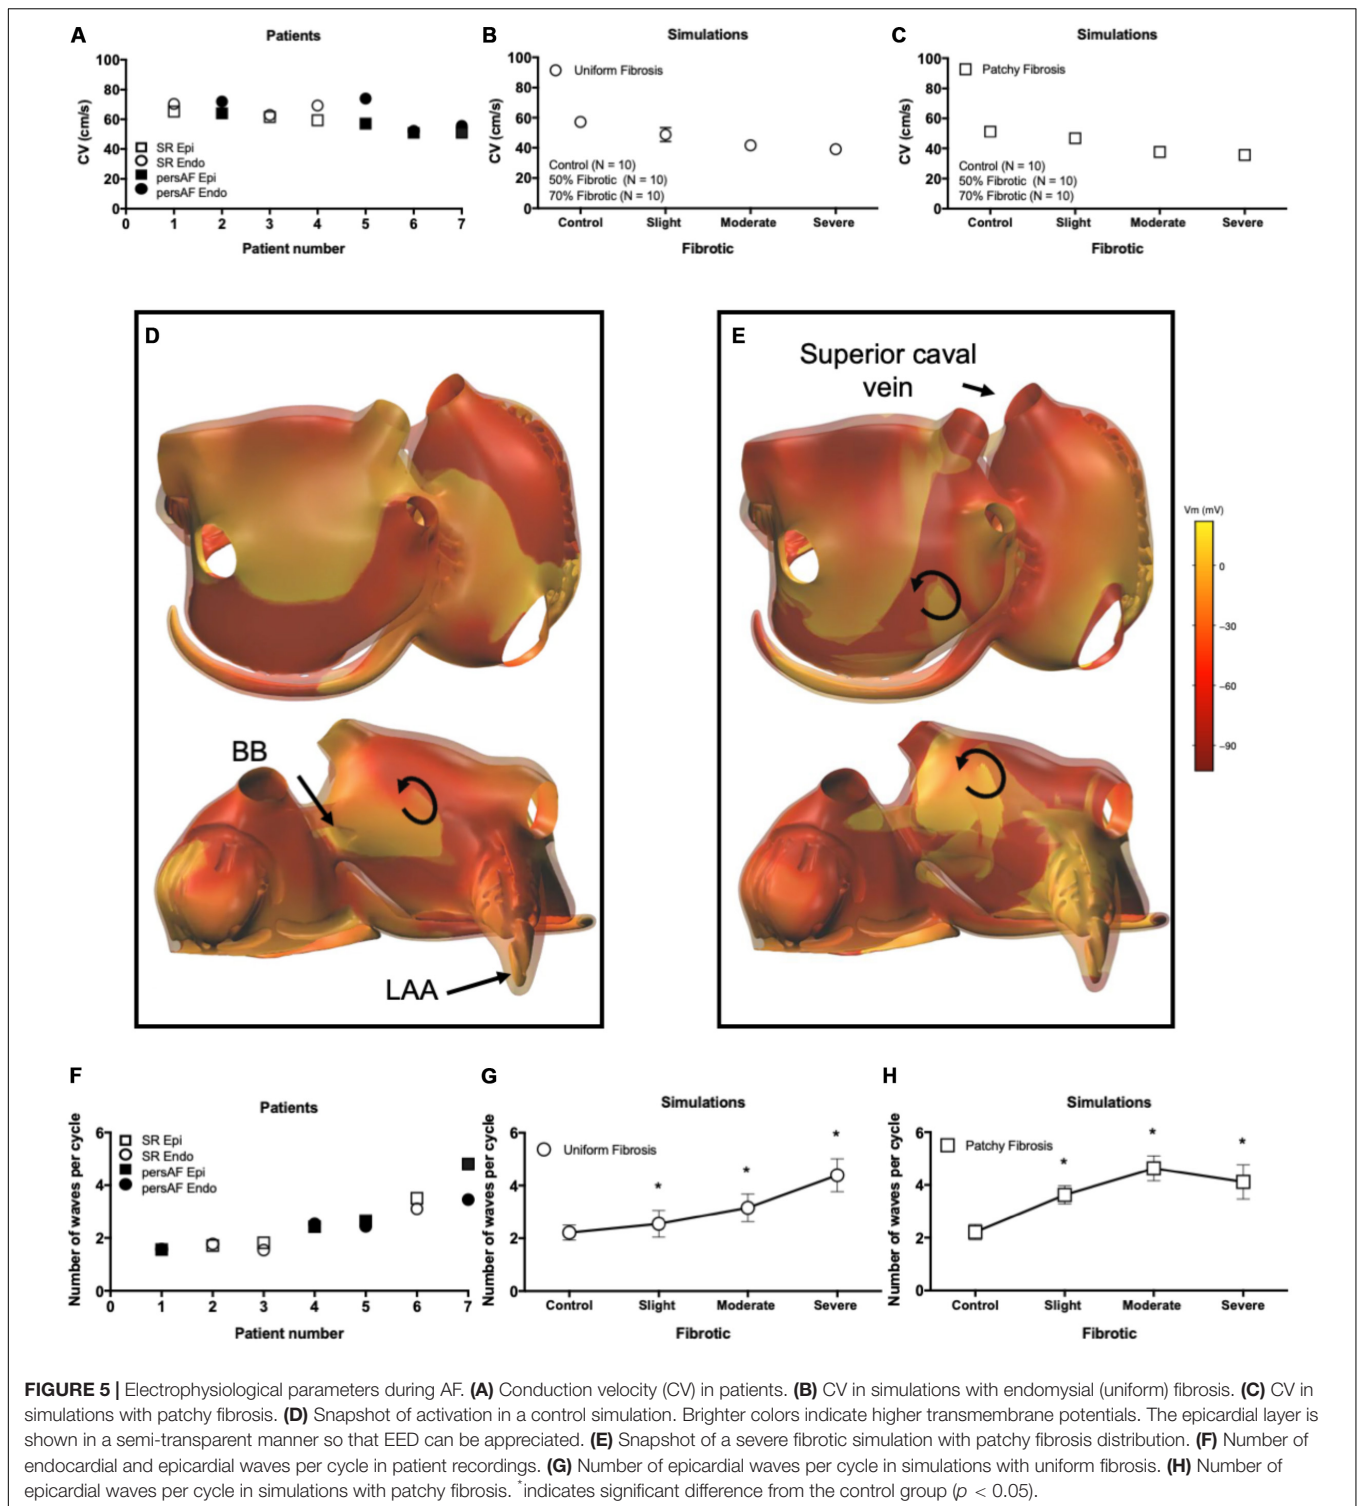 A
Patients
100
80
60
40
20
0
CV (cm/s)
SR Epi
SR Endo
persAF Epi
persAF Endo
0 1 2 3 4 5 6 7
Patient number
B
Simulations
100
80
60
40
20
0
CV (cm/s)
Uniform Fibrosis
Control (N = 10)
50% Fibrotic (N = 10)
70% Fibrotic (N = 10)
Control Slight Moderate Severe
Fibrotic
C
Simulations
100
80
60
40
20
0
CV (cm/s)
Patchy Fibrosis
Control (N = 10)
50% Fibrotic (N = 10)
70% Fibrotic (N = 10)
Control Slight Moderate Severe
Fibrotic
D
BB
LAA
E
Superior caval
vein
Vm (mV)
0
-30
-60
-90
F
Patients
6
4
2
0
Number of waves per cycle
SR Epi
SR Endo
persAF Epi
persAF Endo
0 1 2 3 4 5 6 7
Patient number
G
Simulations
6
4
2
0
Number of waves per cycle
Uniform Fibrosis
* * *
Control Slight Moderate Severe
Fibrotic
H
Simulations
6
4
2
0
Number of waves per cycle
Patchy Fibrosis
* * *
Control Slight Moderate Severe
Fibrotic
FIGURE 5 | Electrophysiological parameters during AF. (A) Conduction velocity (CV) in patients. (B) CV in simulations with endomysial (uniform) fibrosis. (C) CV in
simulations with patchy fibrosis. (D) Snapshot of activation in a control simulation. Brighter colors indicate higher transmembrane potentials. The epicardial layer is
shown in a semi-transparent manner so that EED can be appreciated. (E) Snapshot of a severe fibrotic simulation with patchy fibrosis distribution. (F) Number of
endocardial and epicardial waves per cycle in patient recordings. (G) Number of epicardial waves per cycle in simulations with uniform fibrosis. (H) Number of
epicardial waves per cycle in simulations with patchy fibrosis. *indicates significant difference from the control group (p < 0.05).